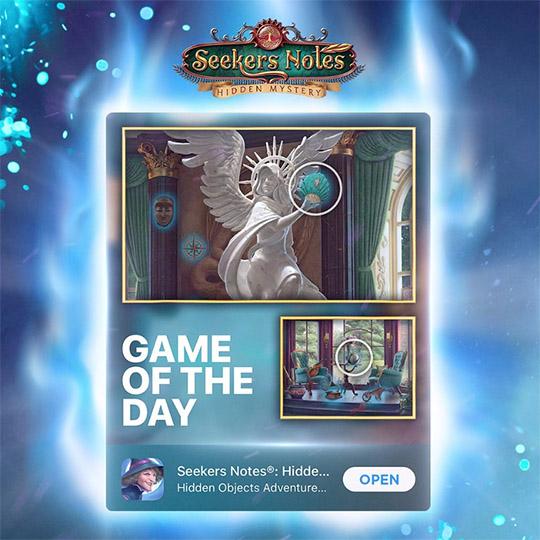 Seekers Notes
HIDDEN MYSTERY
GAME
OF THE
DAY
Seekers Notes®: Hidde...
OPEN
Hidden Objects Adventure...